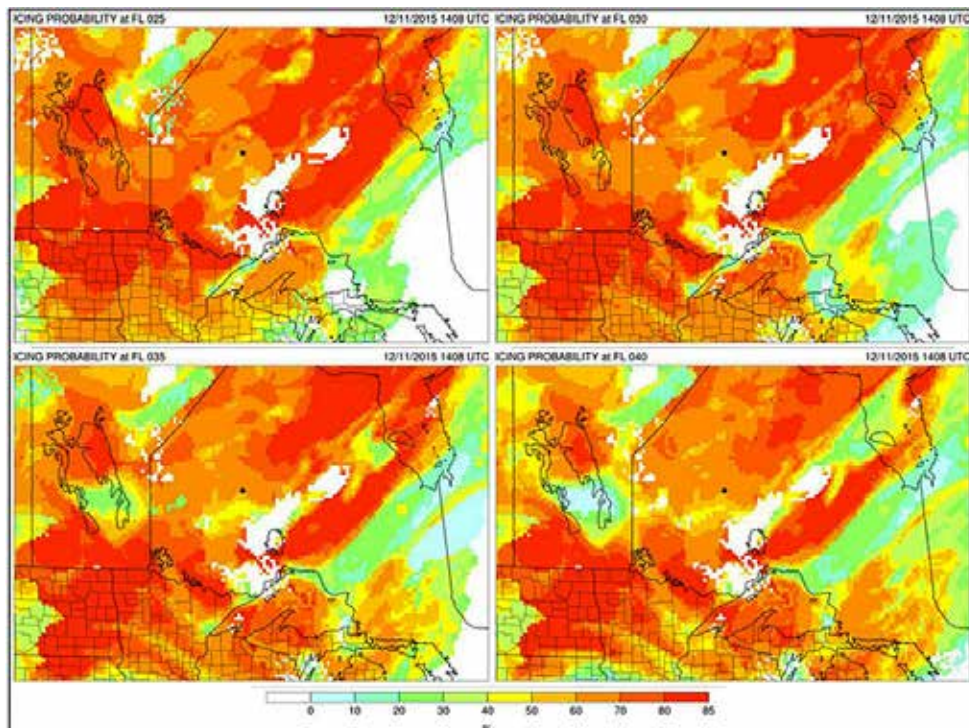 ICING PROBABILITY at FL 025 12/11/2015 1408 UTC
ICING PROBABILITY at FL 030 12/11/2015 1408 UTC
ICING PROBABILITY at FL 035 12/11/2015 1408 UTC
ICING PROBABILITY at FL 040 12/11/2015 1408 UTC
0 10 20 30 40 50 60 70 80 85
%